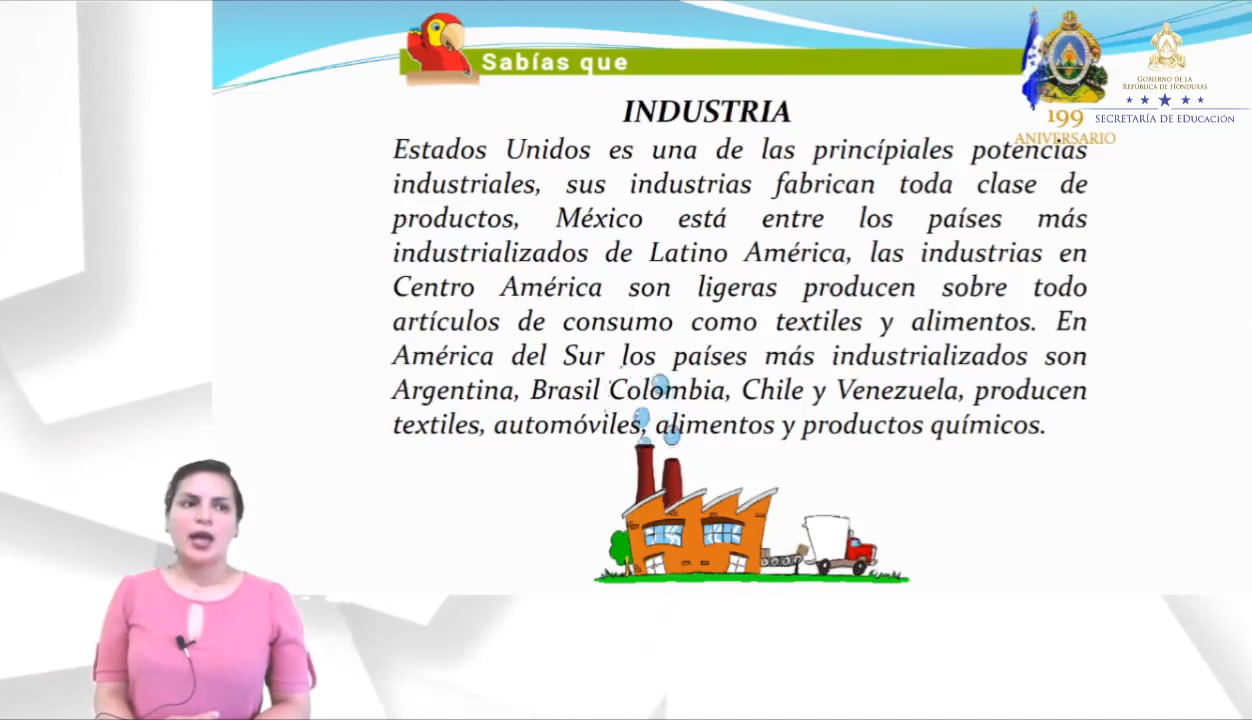 Sabías que
GOBIERNO DE LA
REPÚBLICA DE HONDURAS
SECRETARÍA DE EDUCACIÓN
199
ANIVERSARIO
INDUSTRIA
Estados Unidos es una de las princípiales potencias
industriales, sus industrias fabrican toda clase de
productos, México está entre los países más
industrializados de Latino América, las industrias en
Centro América son ligeras producen sobre todo
artículos de consumo como textiles y alimentos. En
América del Sur los países más industrializados son
Argentina, Brasil Colombia, Chile y Venezuela, producen
textiles, automóviles, alimentos y productos químicos.